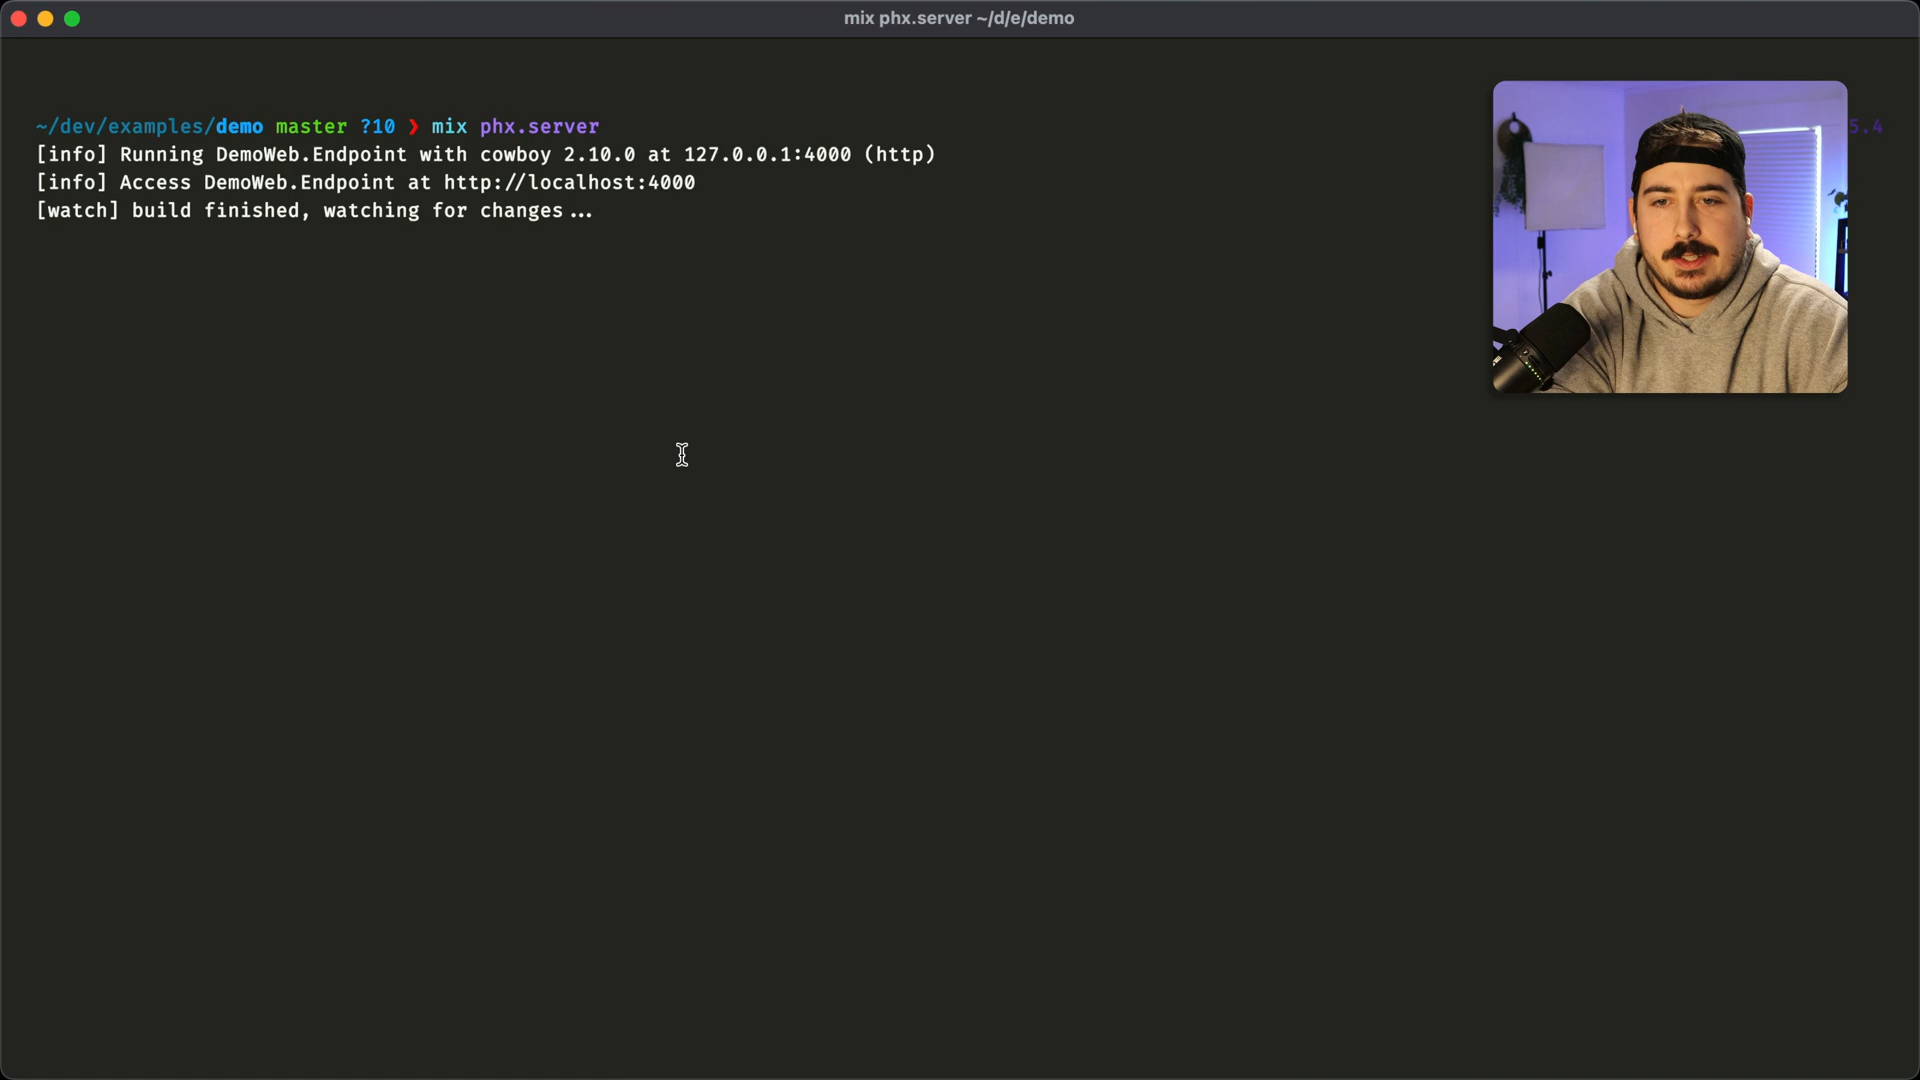 mix phx.server ~/d/e/demo
~/dev/examples/demo master ?10 ❯ mix phx.server
5.4
[info] Running DemoWeb.Endpoint with cowboy 2.10.0 at 127.0.0.1:4000 (http)
[info] Access DemoWeb.Endpoint at http://localhost:4000
[watch] build finished, watching for changes...